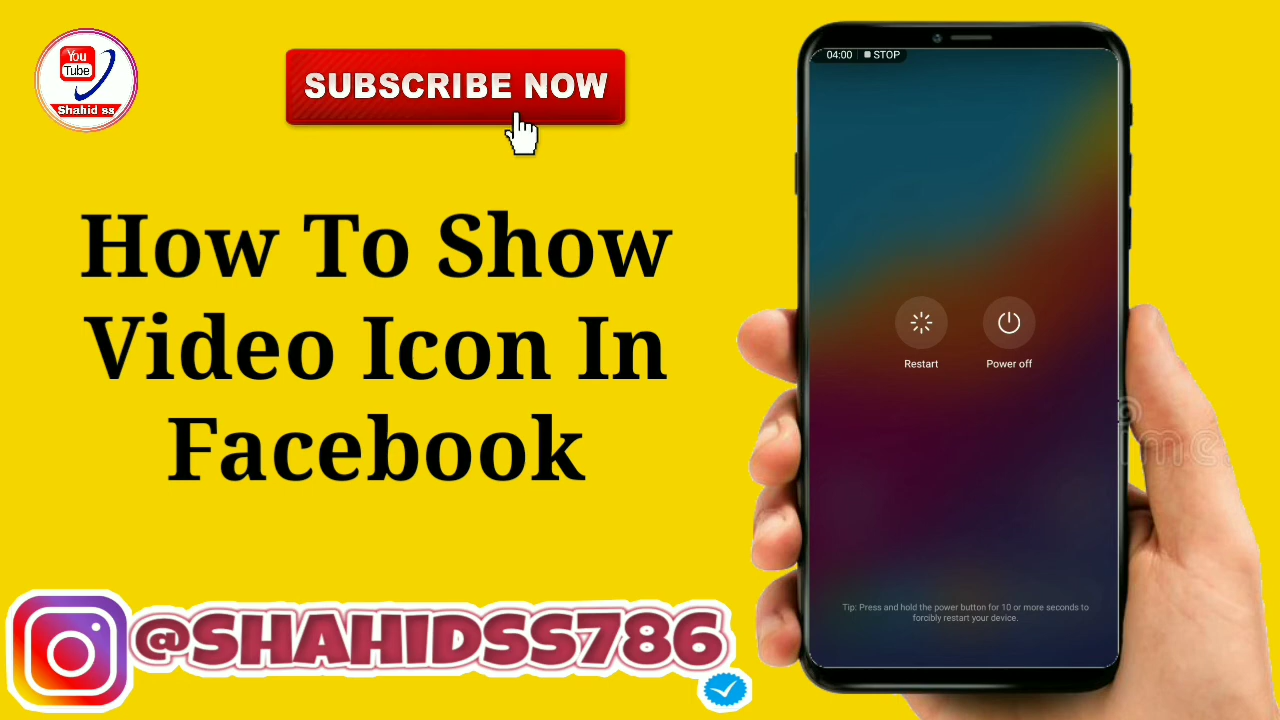 You
Tube
Shahid ss
SUBSCRIBE NOW
How To Show
Video Icon In
Facebook
@SHAHIDSS786
04:00 STOP
Restart Power off
Tip: Press and hold the power button for 10 or more seconds to
forcibly restart your device.